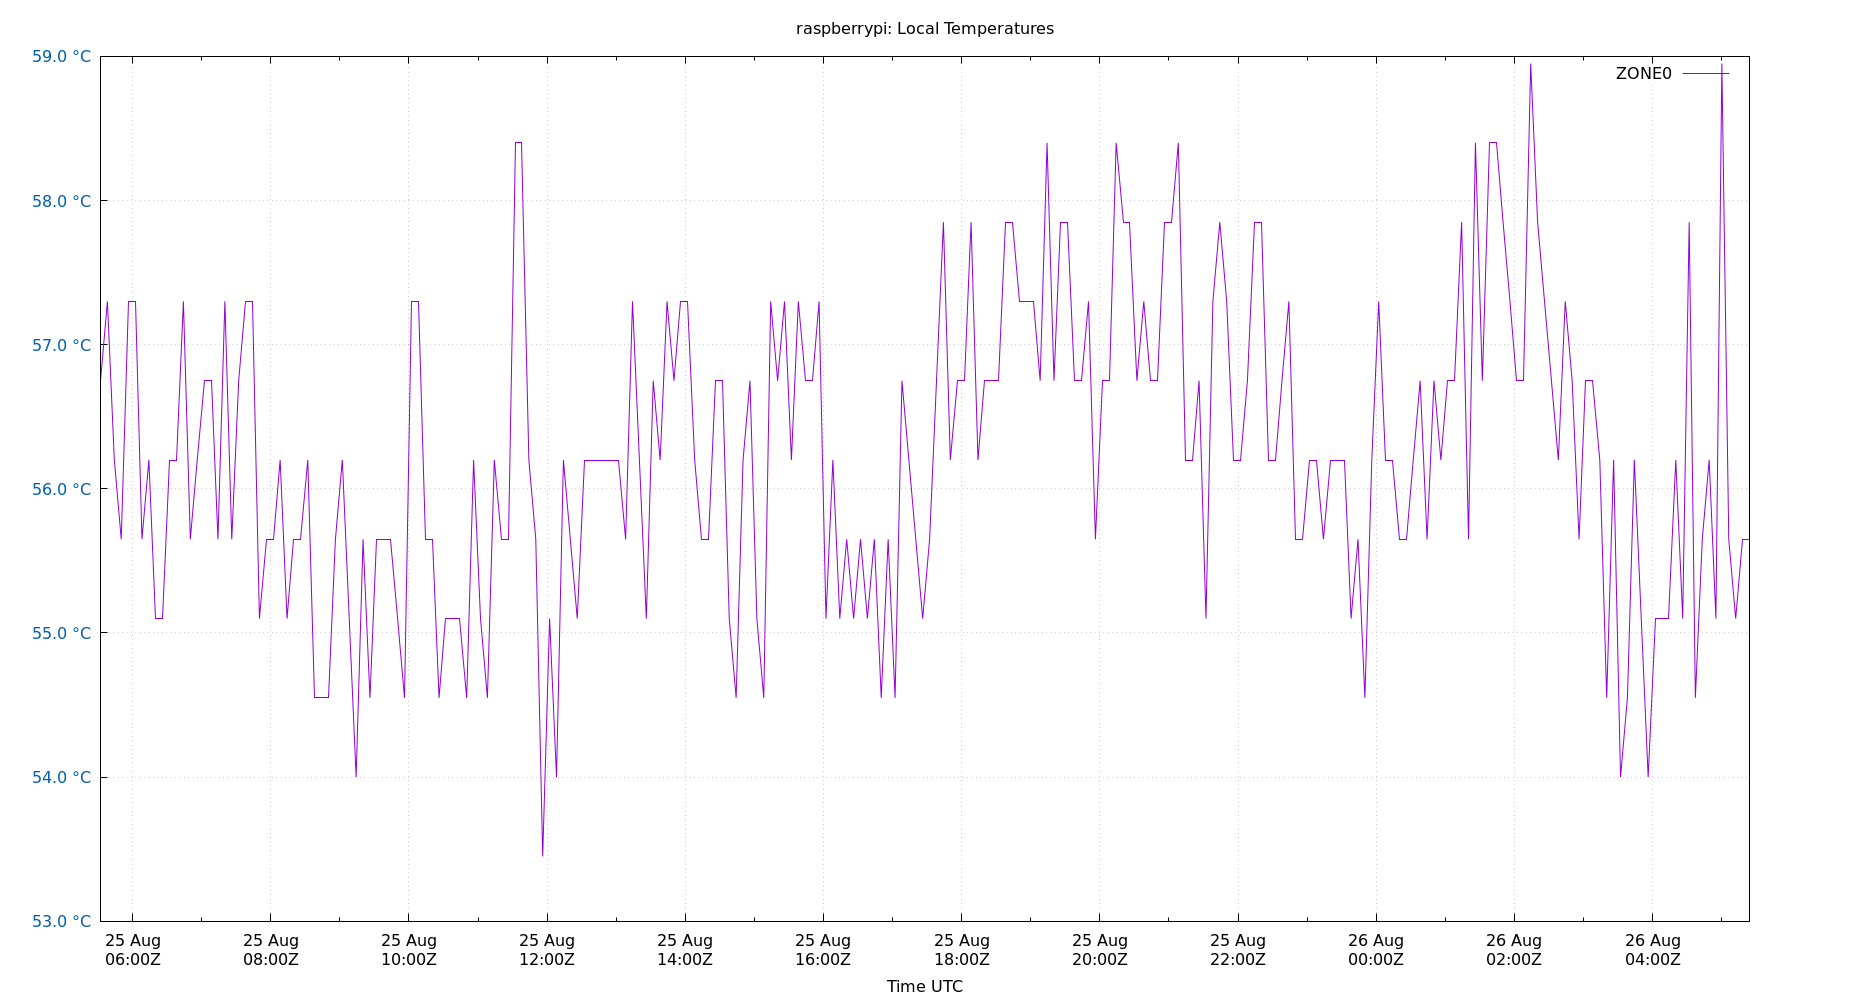 raspberrypi: Local Temperatures
59.0 °C
ZONE0
58.0 °C
57.0 °C
56.0 °C
55.0 °C
54.0 °C
53.0 °C
25 Aug 25 Aug 25 Aug 25 Aug 25 Aug 25 Aug 25 Aug 25 Aug 25 Aug 26 Aug 26 Aug 26 Aug
06:00Z 08:00Z 10:00Z 12:00Z 14:00Z 16:00Z 18:00Z 20:00Z 22:00Z 00:00Z 02:00Z 04:00Z
Time UTC